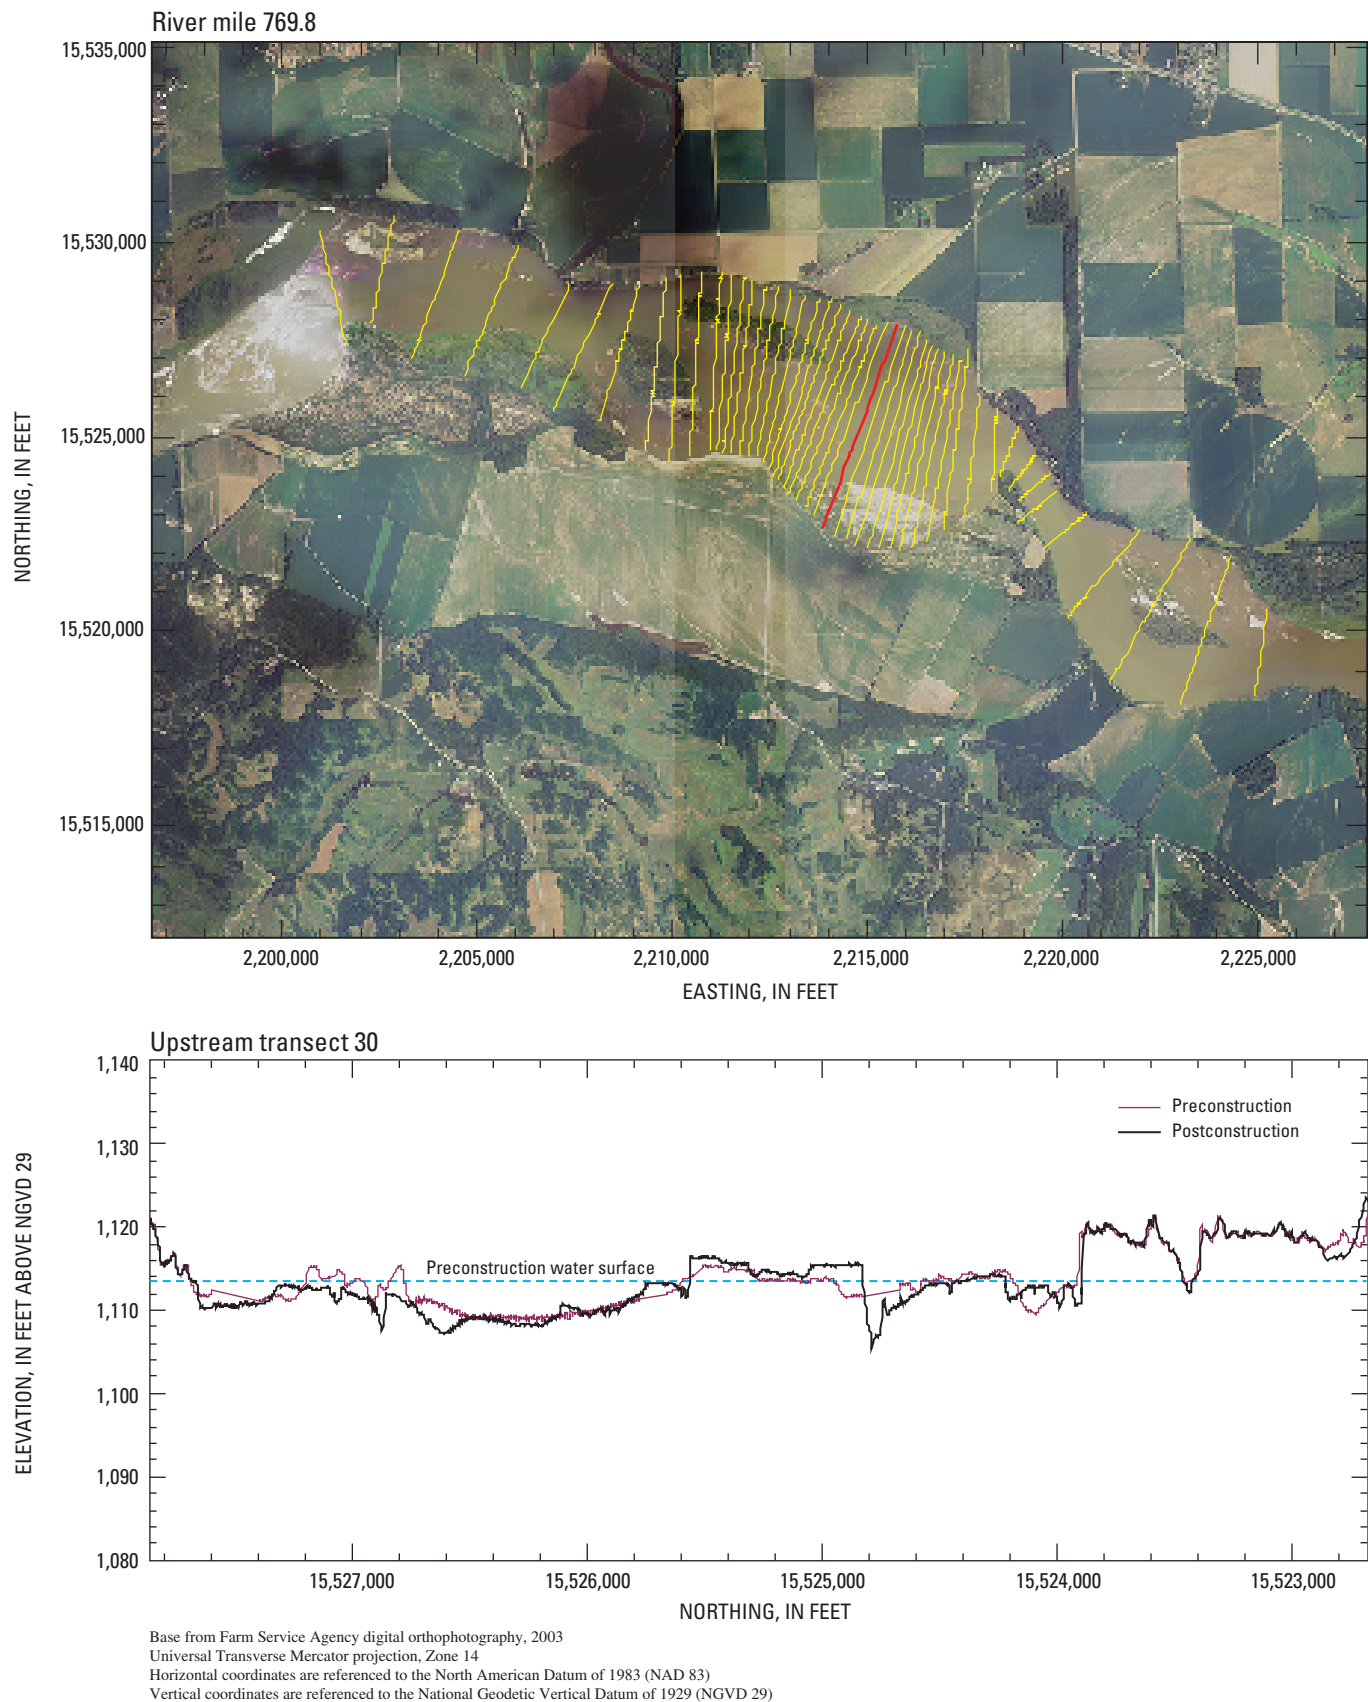 River mile 769.8
15,535,000
15,530,000
15,525,000
15,520,000
15,515,000
NORTHING, IN FEET
2,200,000 2,205,000 2,210,000 2,215,000 2,220,000 2,225,000
EASTING, IN FEET
Upstream transect 30
1,140
1,130
1,120
1,110
1,100
1,090
1,080
ELEVATION, IN FEET ABOVE NGVD 29
Preconstruction
Postconstruction
Preconstruction water surface
15,527,000 15,526,000 15,525,000 15,524,000 15,523,000
NORTHING, IN FEET
Base from Farm Service Agency digital orthophotography, 2003
Universal Transverse Mercator projection, Zone 14
Horizontal coordinates are referenced to the North American Datum of 1983 (NAD 83)
Vertical coordinates are referenced to the National Geodetic Vertical Datum of 1929 (NGVD 29)